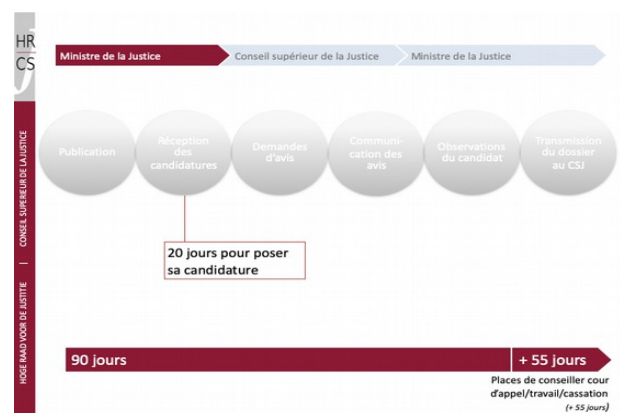 HR
CS
CONSEIL SUPERIEUR DE LA JUSTICE
HOGE RAAD VOOR DE JUSTITIE
Ministre de la Justice
Conseil supérieur de la Justice
Ministre de la Justice
Publication
Réception
des
candidatures
Demandes
d'avis
Communi-
cation des
avis
Observations
du candidat
Transmission
du dossier
au CSJ
20 jours pour poser
sa candidature
90 jours
+ 55 jours
Places de conseiller cour
d'appel/travail/cassation
(+ 55 jours)